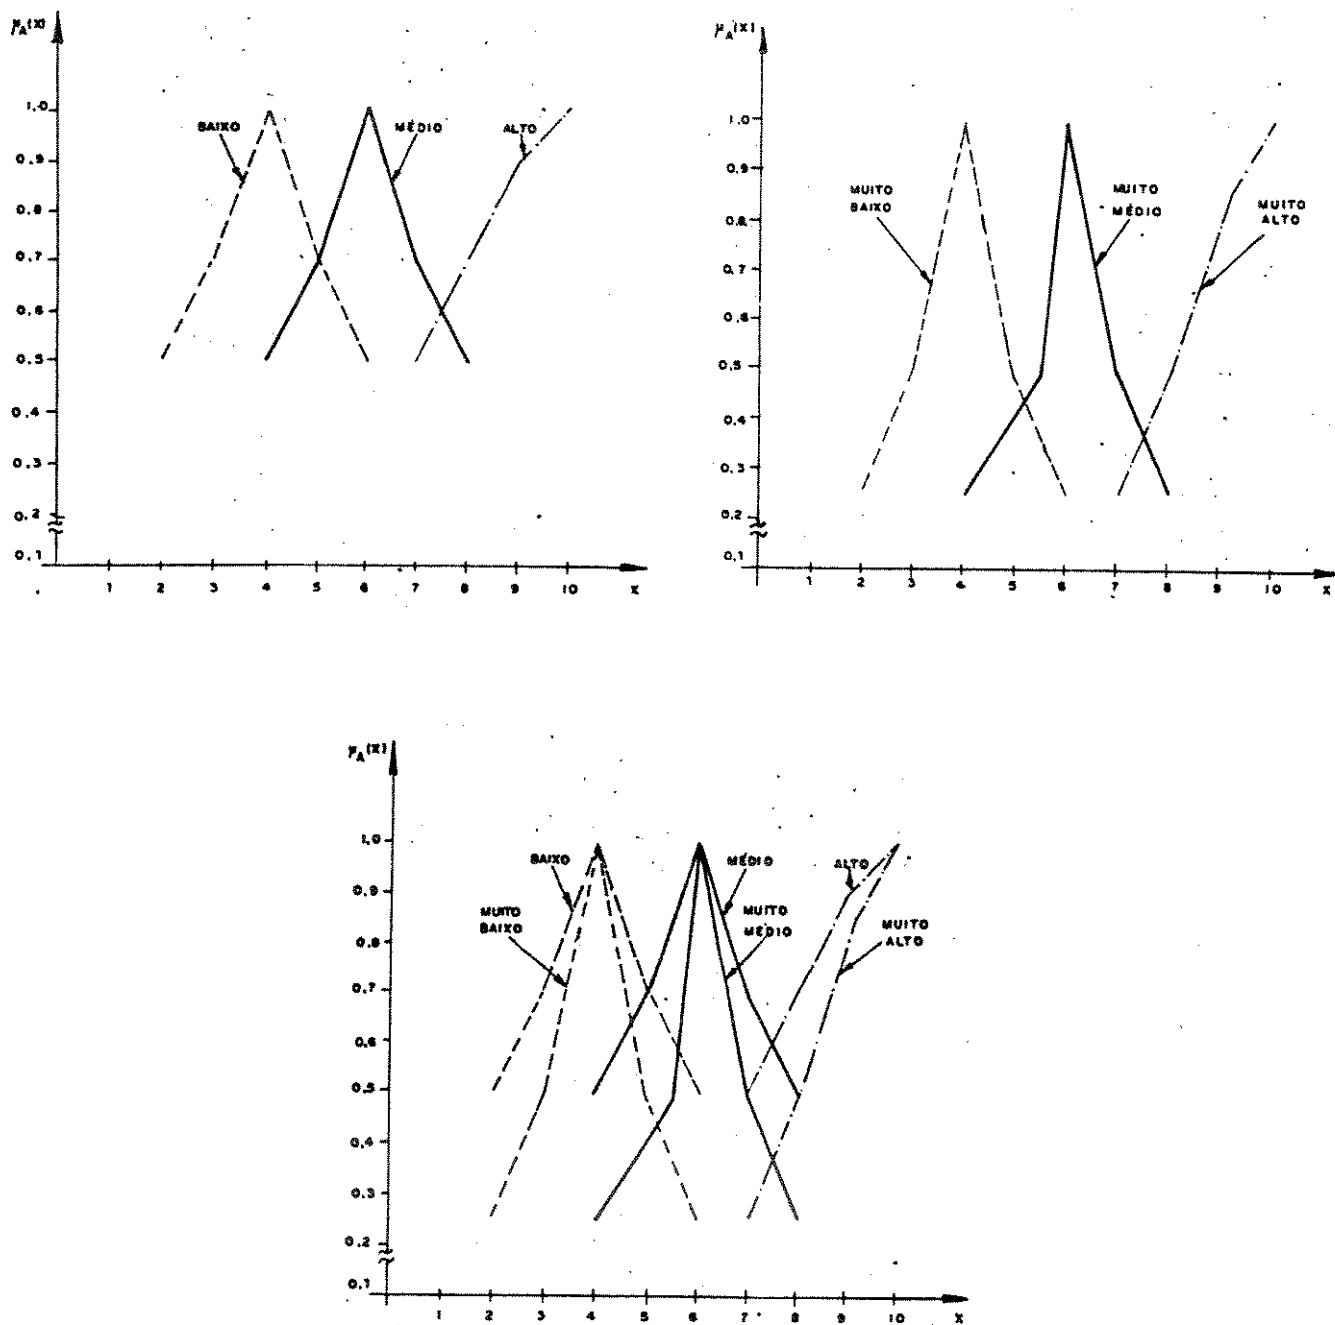 μA(x)
1,0
0,9
0,8
0,7
0,6
0,5
0,4
0,3
0,2
0,1
BAIXO
MÉDIO
ALTO
1 2 3 4 5 6 7 8 9 10 X
μA(X)
1,0
0,9
0,8
0,7
0,6
0,5
0,4
0,3
0,2
0,1
MUITO
BAIXO
MUITO
MÉDIO
MUITO
ALTO
1 2 3 4 5 6 7 8 9 10 X
μA(X)
1,0
0,9
0,8
0,7
0,6
0,5
0,4
0,3
0,2
0,1
BAIXO
MÉDIO
ALTO
MUITO
BAIXO
MUITO
MÉDIO
MUITO
ALTO
1 2 3 4 5 6 7 8 9 10 X